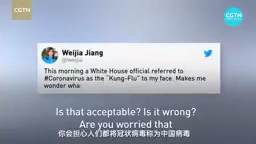 CGTN
CGTN
Weijia Jiang
@weijia
This morning a White House official referred to
#Coronavirus as the "Kung-Flu" to my face. Makes me
wonder wha
Is that acceptable? Is it wrong?
Are you worried that
你会担心人们都将冠状病毒称为中国病毒